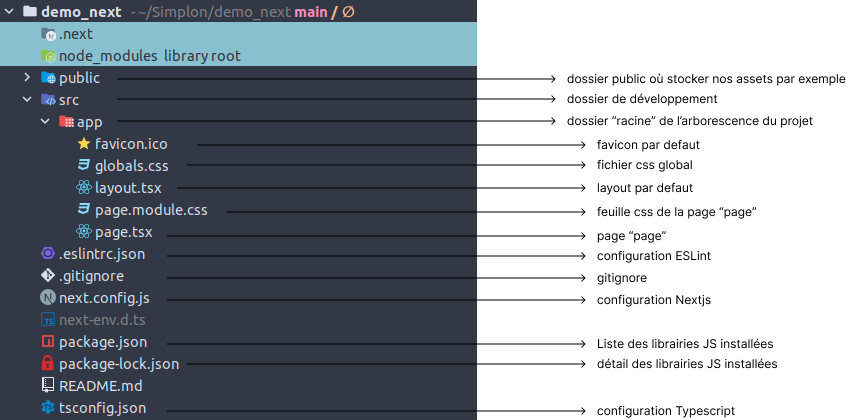 demo_next -~/Simplon/demo_next main / ∅
.next
node_modules library root
public dossier public où stocker nos assets par exemple
src dossier de développement
app dossier “racine” de l’arborescence du projet
favicon.ico favicon par defaut
globals.css fichier css global
layout.tsx layout par defaut
page.module.css feuille css de la page “page”
page.tsx page “page”
.eslintrc.json configuration ESLint
.gitignore gitignore
next.config.js configuration Nextjs
next-env.d.ts
package.json Liste des librairies JS installées
package-lock.json détail des librairies JS installées
README.md
tsconfig.json configuration Typescript